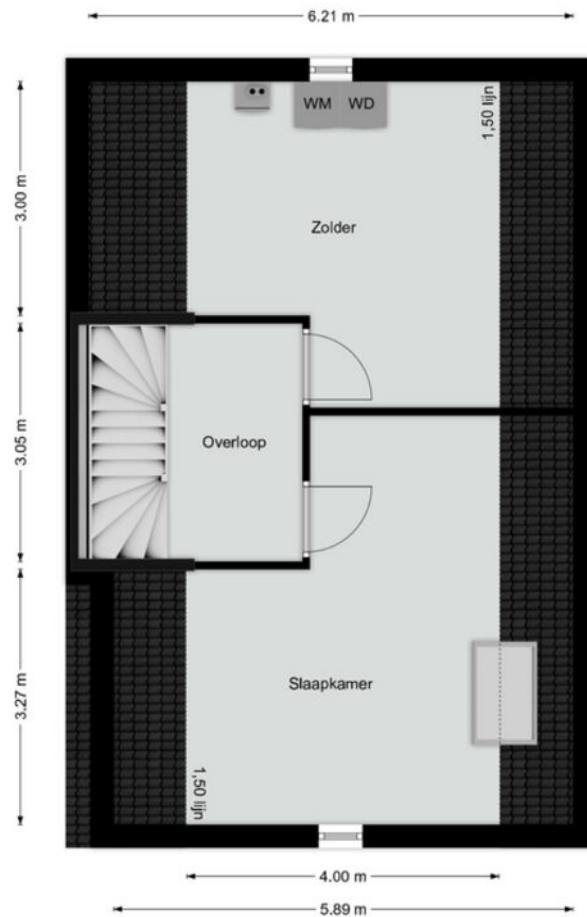 6.21 m
WM WD
1,50 lijn
3.00 m
Zolder
3.05 m
Overloop
3.27 m
Slaapkamer
1,50 lijn
4.00 m
5.89 m